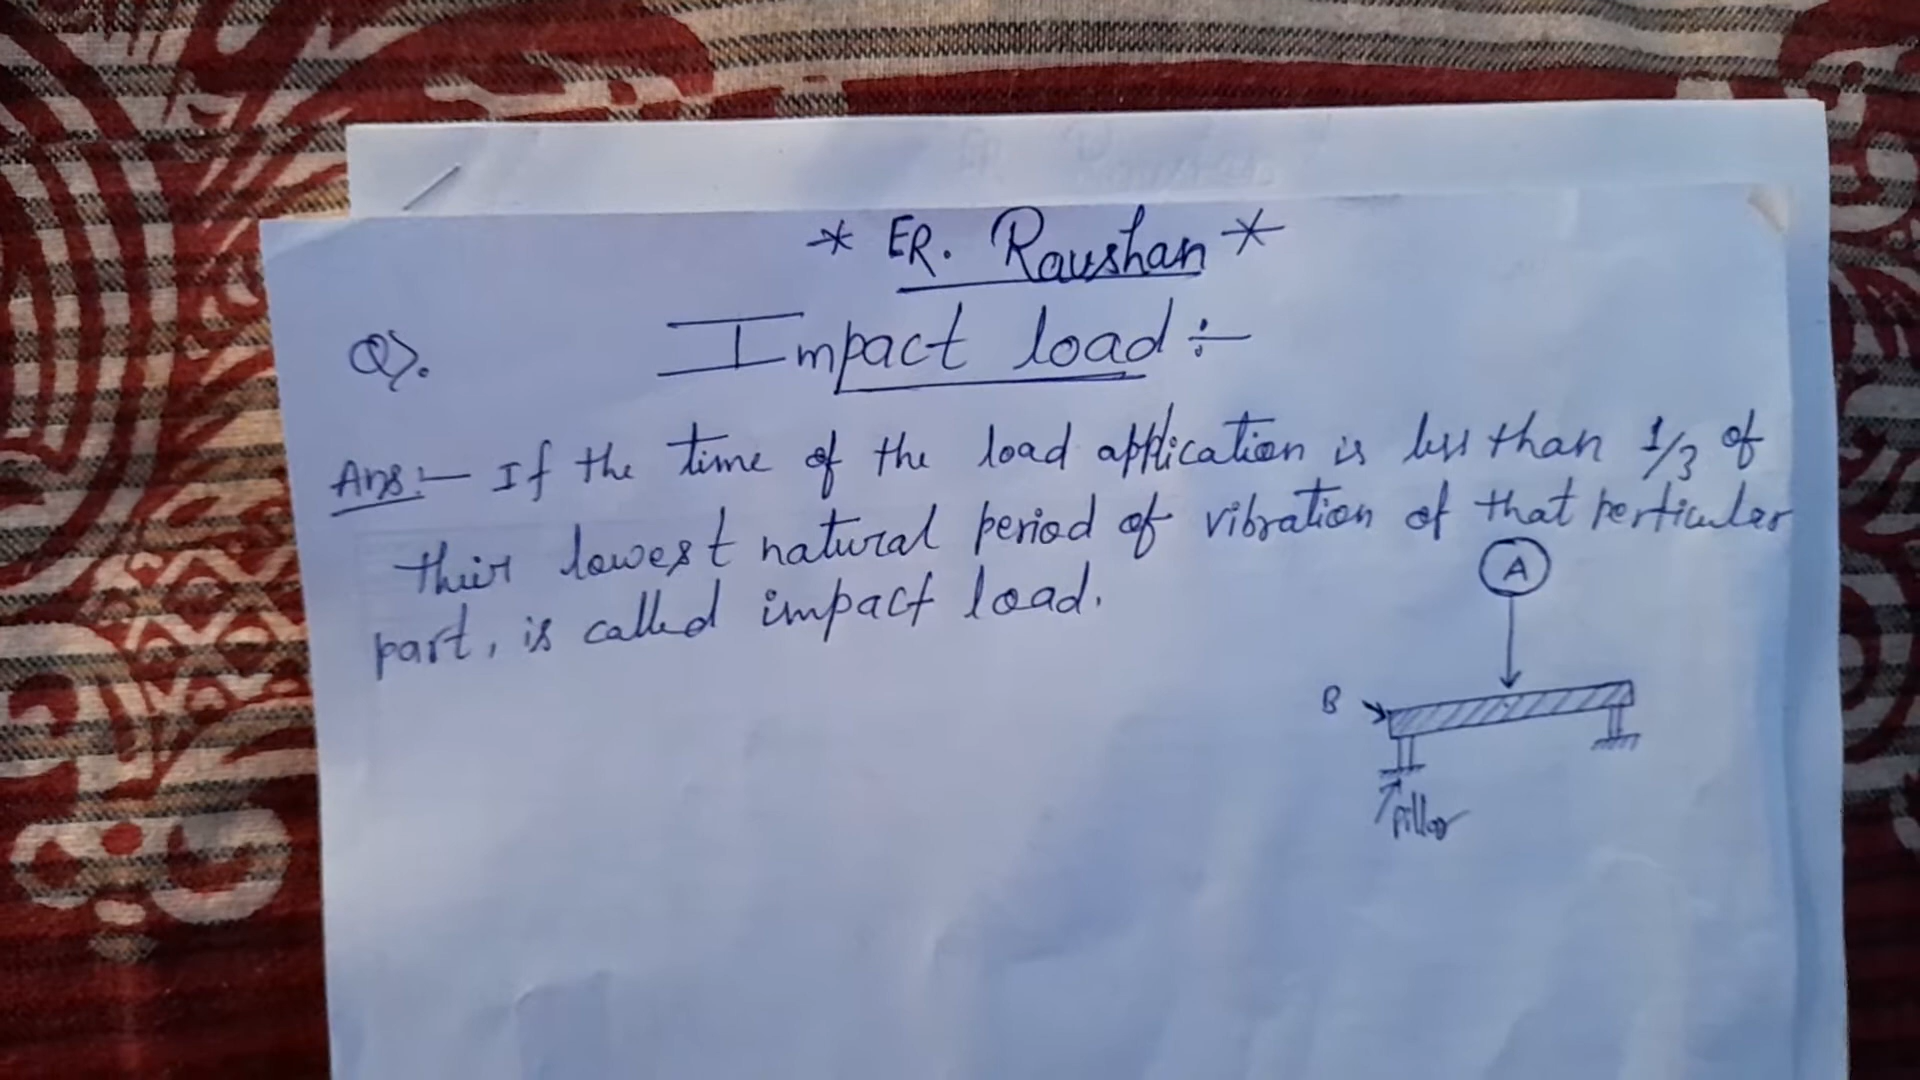 * ER. Raushan *
Q>. Impact load :-
Ans:- If the time of the load application is less than 1/3 of
their lowest natural period of vibration of that perticular
part, is called impact load.
A
B
Pillar